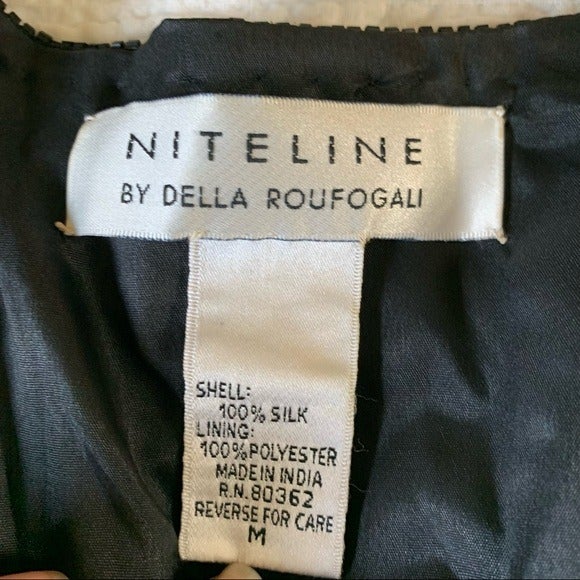 NITELINE
BY DELLA ROUFOGALI
SHELL:
100% SILK
LINING:
100% POLYESTER
MADE IN INDIA
R.N. 80362
REVERSE FOR CARE
M